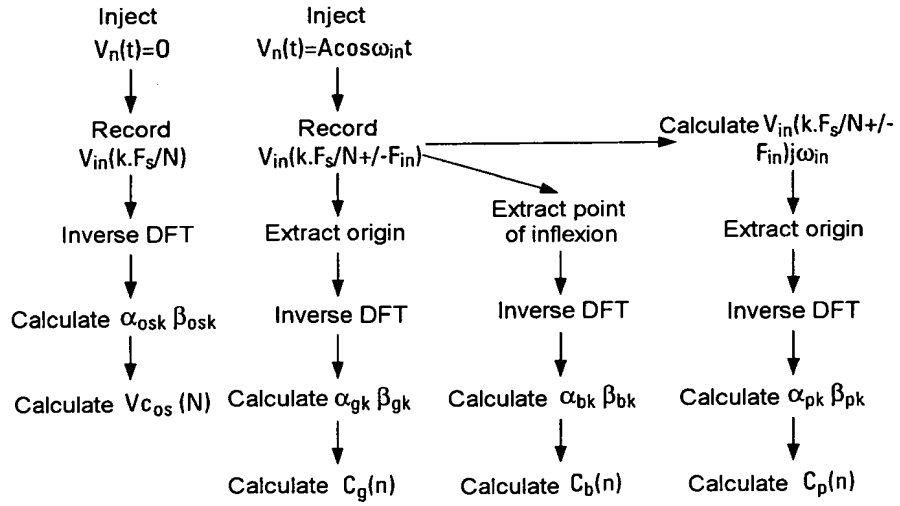 Inject
Vn(t)=0
Record
Vin(k.Fs/N)
Inverse DFT
Calculate αosk βosk
Calculate Vcos (N)
Inject
Vn(t)=Acosωint
Record
Vin(k.Fs/N+/-Fin)
Extract origin
Inverse DFT
Calculate αgk βgk
Calculate Cg(n)
Extract point
of inflexion
Inverse DFT
Calculate αbk βbk
Calculate Cb(n)
Calculate Vin(k.Fs/N+/-
Fin)jωin
Extract origin
Inverse DFT
Calculate αpk βpk
Calculate Cp(n)